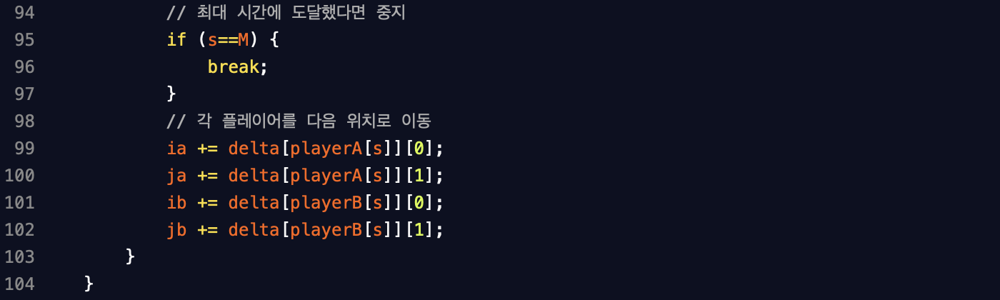 94 // 최대 시간에 도달했다면 중지
95 if (s==M) {
96 break;
97 }
98 // 각 플레이어를 다음 위치로 이동
99 ia += delta[playerA[s]][0];
100 ja += delta[playerA[s]][1];
101 ib += delta[playerB[s]][0];
102 jb += delta[playerB[s]][1];
103 }
104 }